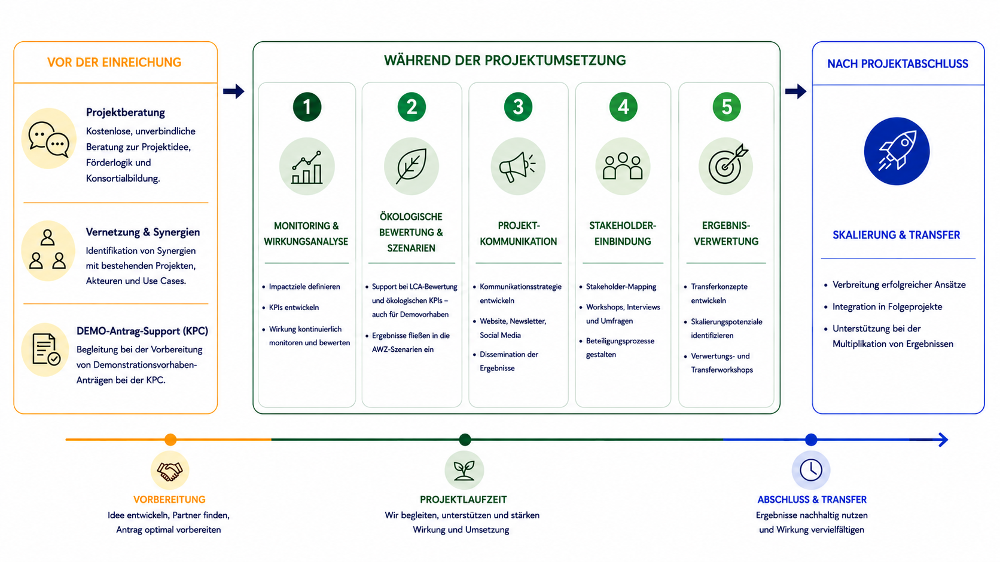 VOR DER EINREICHUNG
Projektberatung
Kostenlose, unverbindliche
Beratung zur Projektidee,
Förderlogik und
Konsortialbildung.
Vernetzung & Synergien
Identifikation von Synergien
mit bestehenden Projekten,
Akteuren und Use Cases.
DEMO-Antrag-Support (KPC)
Begleitung bei der Vorbereitung
von Demonstrationsvorhaben-
Anträgen bei der KPC.
WÄHREND DER PROJEKTUMSETZUNG
1
MONITORING &
WIRKUNGSANALYSE
• Impactziele definieren
• KPIs entwickeln
• Wirkung kontinuierlich
monitoren und bewerten
2
ÖKOLOGISCHE
BEWERTUNG &
SZENARIEN
• Support bei LCA-Bewertung
und ökologischen KPIs –
auch für Demovorhaben
• Ergebnisse fließen in die
AWZ-Szenarien ein
3
PROJEKT-
KOMMUNIKATION
• Kommunikationsstrategie
entwickeln
• Website, Newsletter,
Social Media
• Dissemination der
Ergebnisse
4
STAKEHOLDER-
EINBINDUNG
• Stakeholder-Mapping
• Workshops, Interviews
und Umfragen
• Beteiligungsprozesse
gestalten
5
ERGEBNIS-
VERWERTUNG
• Transferkonzepte
entwickeln
• Skalierungspotenziale
identifizieren
• Verwertungs- und
Transferworkshops
NACH PROJEKTABSCHLUSS
SKALIERUNG & TRANSFER
• Verbreitung erfolgreicher Ansätze
• Integration in Folgeprojekte
• Unterstützung bei der
Multiplikation von Ergebnissen
VORBEREITUNG
Idee entwickeln, Partner finden,
Antrag optimal vorbereiten
PROJEKTLAUFZEIT
Wir begleiten, unterstützen und stärken
Wirkung und Umsetzung
ABSCHLUSS & TRANSFER
Ergebnisse nachhaltig nutzen
und Wirkung vervielfältigen